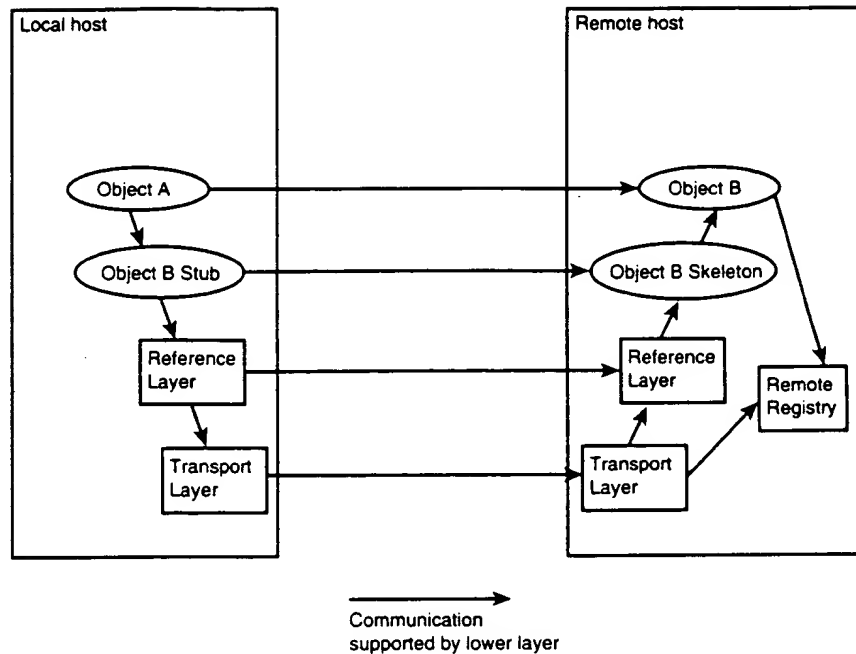 Local host
Remote host
Object A
Object B
Object B Stub
Object B Skeleton
Reference
Layer
Reference
Layer
Remote
Registry
Transport
Layer
Transport
Layer
Communication
supported by lower layer